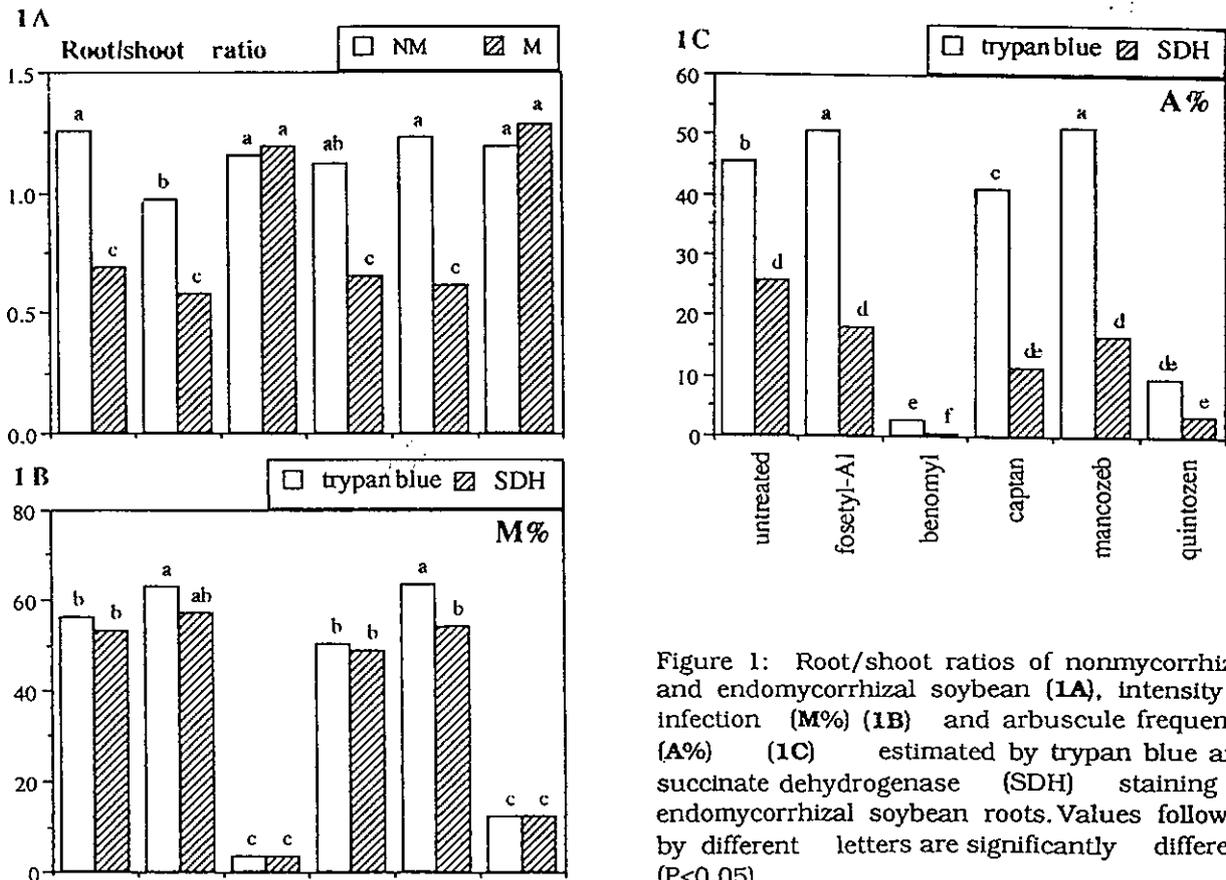 1A
Root/shoot ratio
NM M
1.5
a a a a
b a a ab
1.0
c c c c
0.5
0.0
1B
trypan blue SDH
80
M%
a a
b b ab b
60
b b
40
20
c c c c
0
1C
trypan blue SDH
60
A%
a a
50
b
c
40
30
d
d d
20
de de
10
e e
f
0
untreated
fosetyl-Al
benomyl
captan
mancozeb
quintozen
Figure 1: Root/shoot ratios of
and endomycorrhizal soybean (1A), intensity
infection (M%) (1B) and arbuscule
(A%) (1C) estimated by trypan blue
succinate dehydrogenase (SDH) staining
endomycorrhizal soybean roots. Values
by different letters are significantly
(P<0.05)